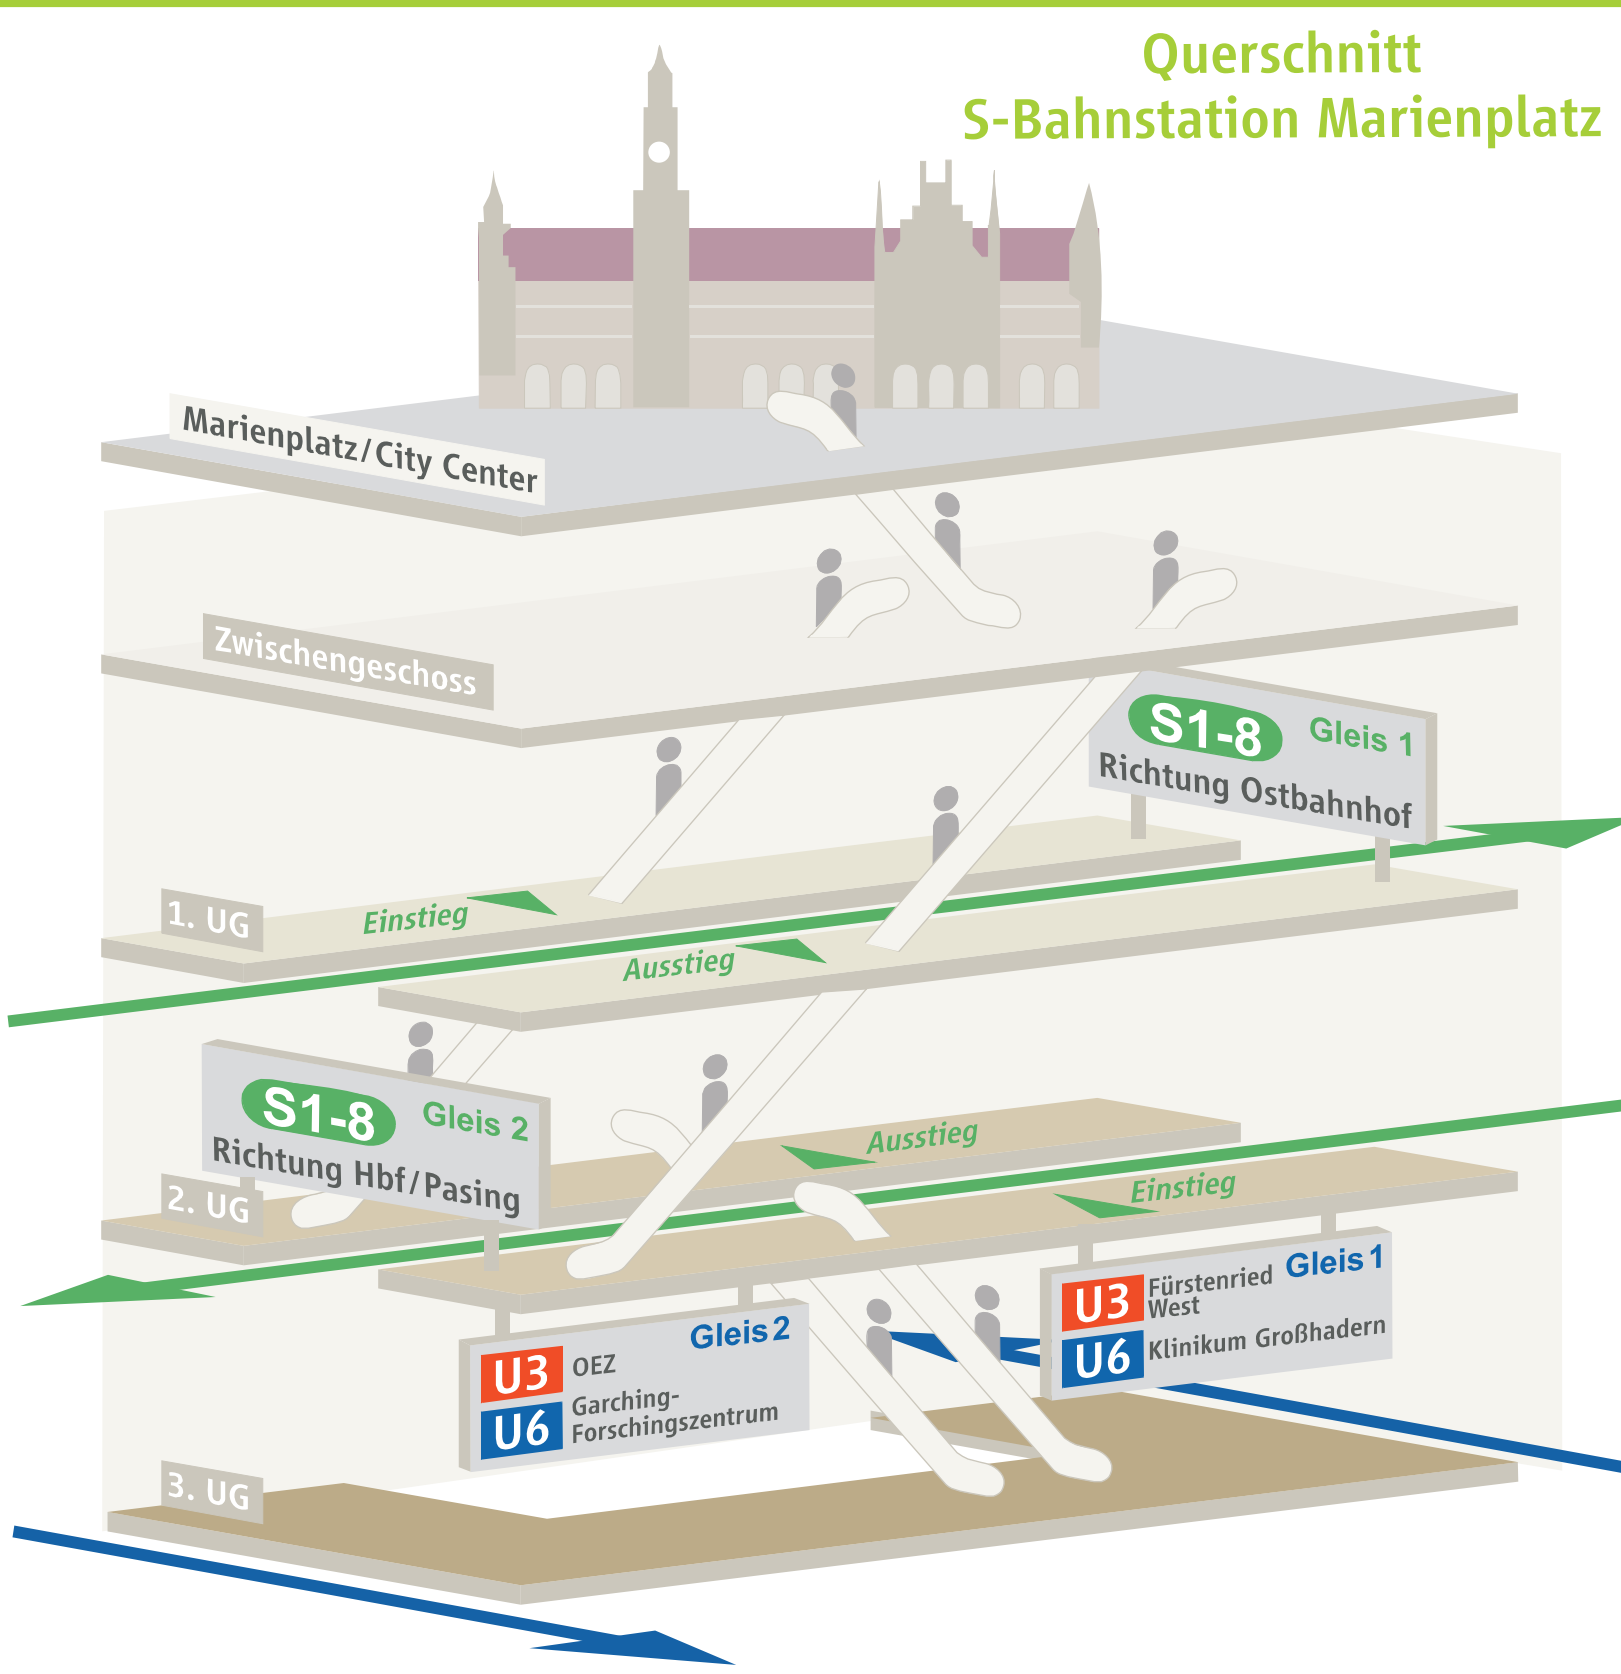 Querschnitt
S-Bahnstation Marienplatz
Marienplatz/City Center
Zwischengeschoss
S1-8 Gleis 1
Richtung Ostbahnhof
1. UG
Einstieg
Ausstieg
S1-8 Gleis 2
Richtung Hbf/Pasing
2. UG
Ausstieg
Einstieg
Gleis 1
U3 Fürstenried
West
U6 Klinikum Großhadern
Gleis 2
U3 OEZ
U6 Garching-
Forschingszentrum
3. UG